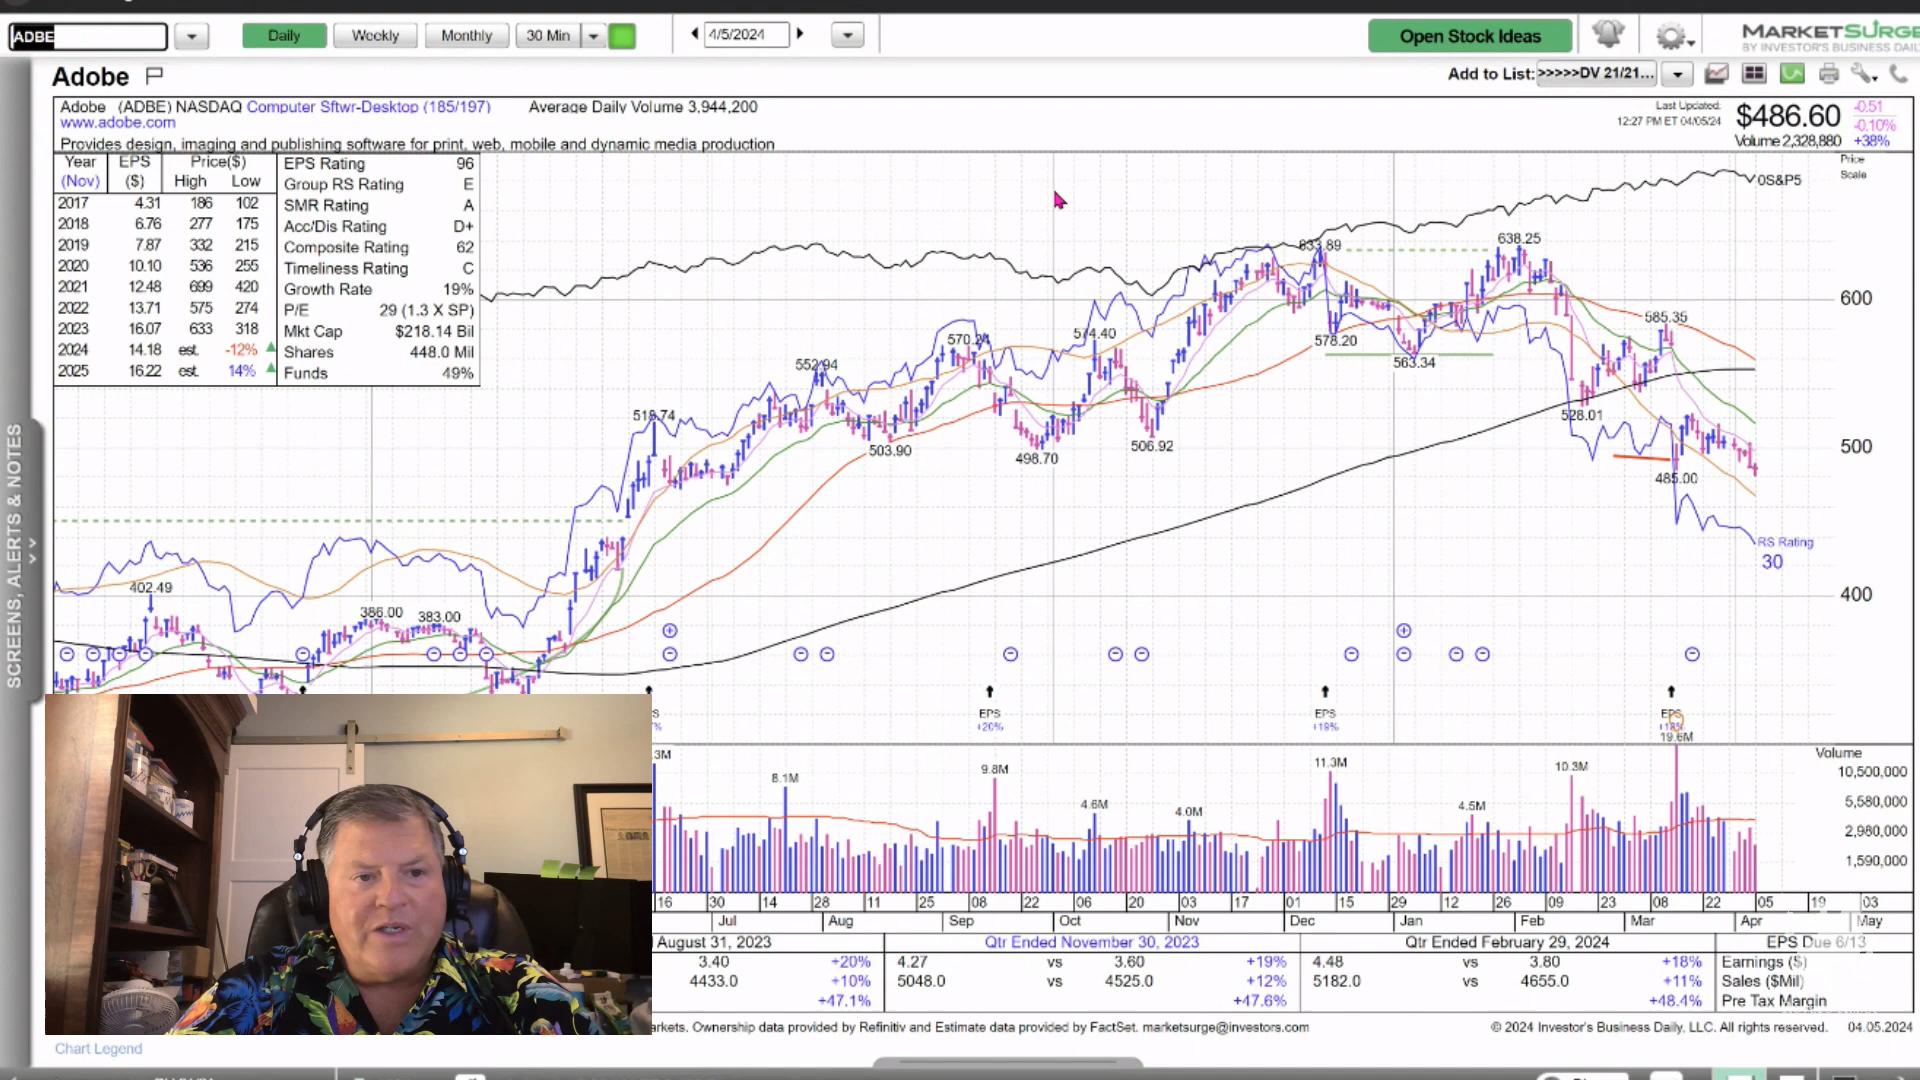 ADBE Daily Weekly Monthly 30 Min 4/5/2024 Open Stock Ideas MARKETSURGE
BY INVESTOR'S BUSINESS DAILY
Adobe Add to List: >>>>>DV 21/21...
Adobe (ADBE) NASDAQ Computer Sftwr-Desktop (185/197) Average Daily Volume 3,944,200
www.adobe.com
Provides design, imaging and publishing software for print, web, mobile and dynamic media production
Last Updated:
12:27 PM ET 04/05/24
$486.60 -0.51
-0.10%
Volume 2,328,880 +38%
Price
Scale
Year EPS Price($)
(Nov) ($) High Low
2017 4.31 186 102
2018 6.76 277 175
2019 7.87 332 215
2020 10.10 536 255
2021 12.48 699 420
2022 13.71 575 274
2023 16.07 633 318
2024 14.18 est. -12%
2025 16.22 est. 14%
EPS Rating 96
Group RS Rating E
SMR Rating A
Acc/Dis Rating D+
Composite Rating 62
Timeliness Rating C
Growth Rate 19%
P/E 29 (1.3 X SP)
Mkt Cap $218.14 Bil
Shares 448.0 Mil
Funds 49%
0S&P5
633.89 638.25
600
570.24 574.40 578.20 585.35
552.94 563.34
518.74 528.01
503.90 498.70 506.92 500
485.00
RS Rating
30
402.49 400
386.00 383.00
SCREENS, ALERTS & NOTES
EPS EPS EPS
+20% +19% +18%
19.6M
Volume
.3M 8.1M 9.8M 4.6M 4.0M 11.3M 4.5M 10.3M
10,500,000
5,580,000
2,980,000
1,590,000
16 30 14 28 11 25 08 22 06 20 03 17 01 15 29 12 26 09 23 08 22 05 19 03
Jul Aug Sep Oct Nov Dec Jan Feb Mar Apr May
August 31, 2023 Qtr Ended November 30, 2023 Qtr Ended February 29, 2024 EPS Due 6/13
3.40 +20% 4.27 vs 3.60 +19% 4.48 vs 3.80 +18% Earnings ($)
4433.0 +10% 5048.0 vs 4525.0 +12% 5182.0 vs 4655.0 +11% Sales ($Mil)
+47.1% +47.6% +48.4% Pre Tax Margin
arkets. Ownership data provided by Refinitiv and Estimate data provided by FactSet. marketsurge@investors.com © 2024 Investor's Business Daily, LLC. All rights reserved. 04.05.2024
Chart Legend